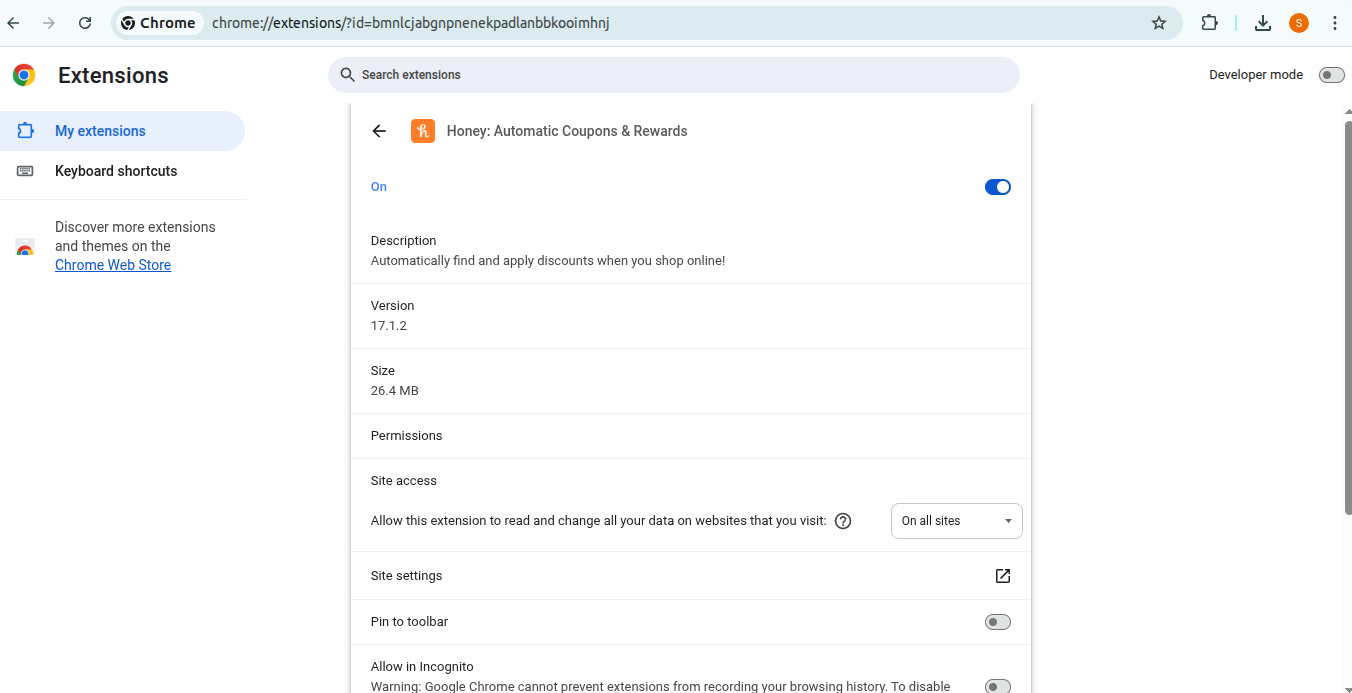 Chrome
chrome://extensions/?id=bmnlcjabgnpnenekpadlanbbkooimhnj
S
Extensions
Search extensions
Developer mode
My extensions
Keyboard shortcuts
Discover more extensions
and themes on the
Chrome Web Store
Honey: Automatic Coupons & Rewards
On
Description
Automatically find and apply discounts when you shop online!
Version
17.1.2
Size
26.4 MB
Permissions
Site access
Allow this extension to read and change all your data on websites that you visit:
On all sites
Site settings
Pin to toolbar
Allow in Incognito
Warning: Google Chrome cannot prevent extensions from recording your browsing history. To disable